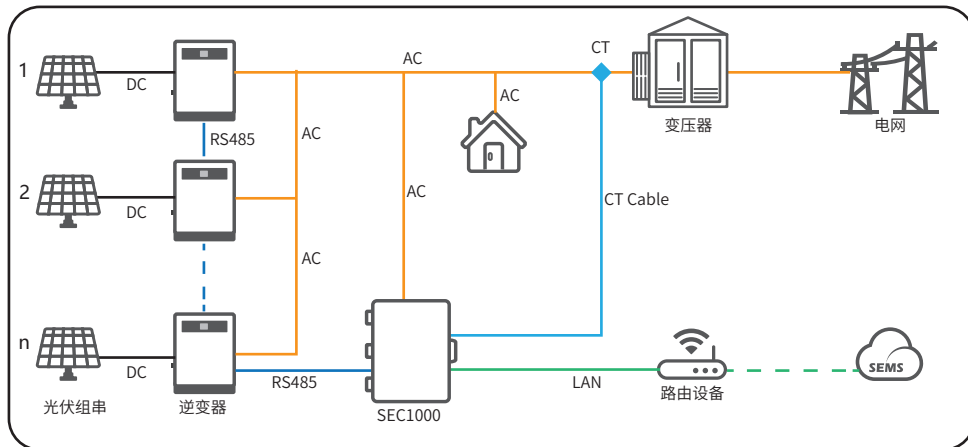 1
DC
AC
CT
AC
变压器
电网
RS485
AC
2
DC
AC
CT Cable
AC
n
DC
RS485
LAN
SEMS
光伏组串
逆变器
SEC1000
路由设备